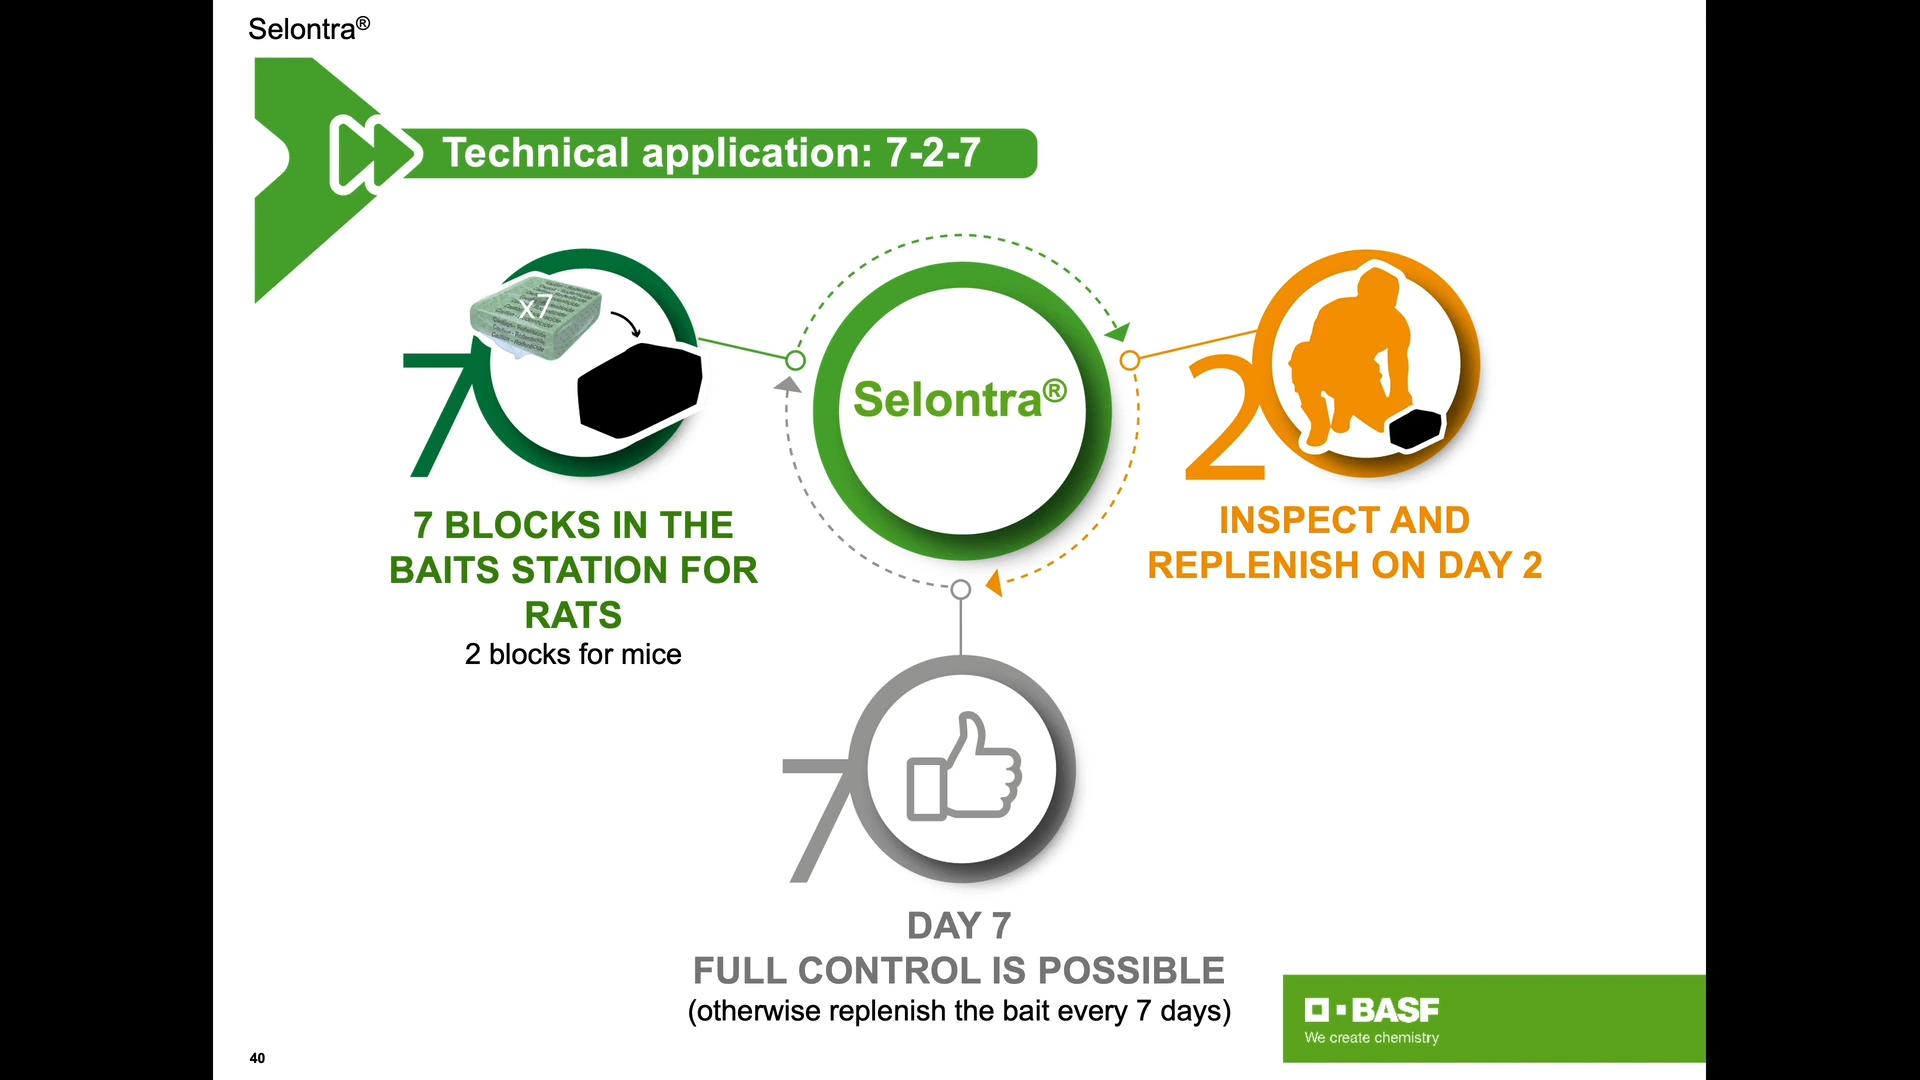 Selontra®
Technical application: 7-2-7
x7
7
7 BLOCKS IN THE
BAITS STATION FOR
RATS
2 blocks for mice
Selontra®
2
INSPECT AND
REPLENISH ON DAY 2
7
DAY 7
FULL CONTROL IS POSSIBLE
(otherwise replenish the bait every 7 days)
BASF
We create chemistry
40